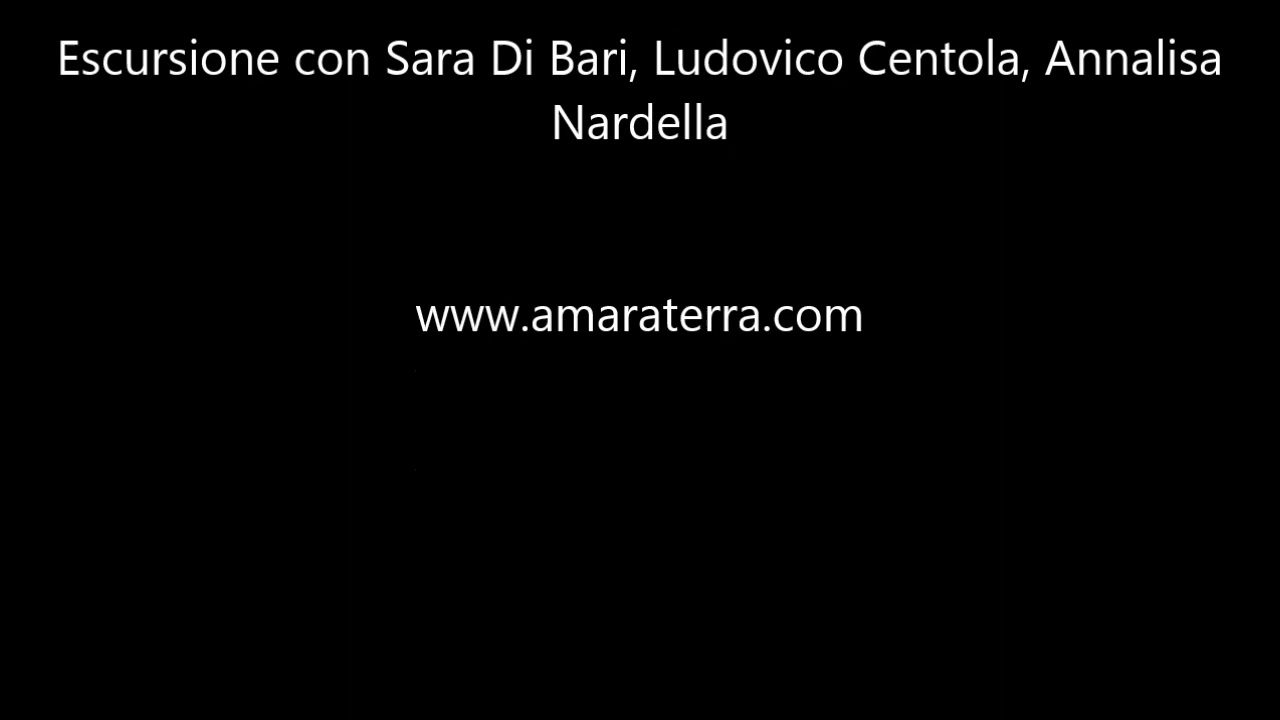 Escursione con Sara Di Bari, Ludovico Centola, Annalisa
Nardella
www.amaraterra.com